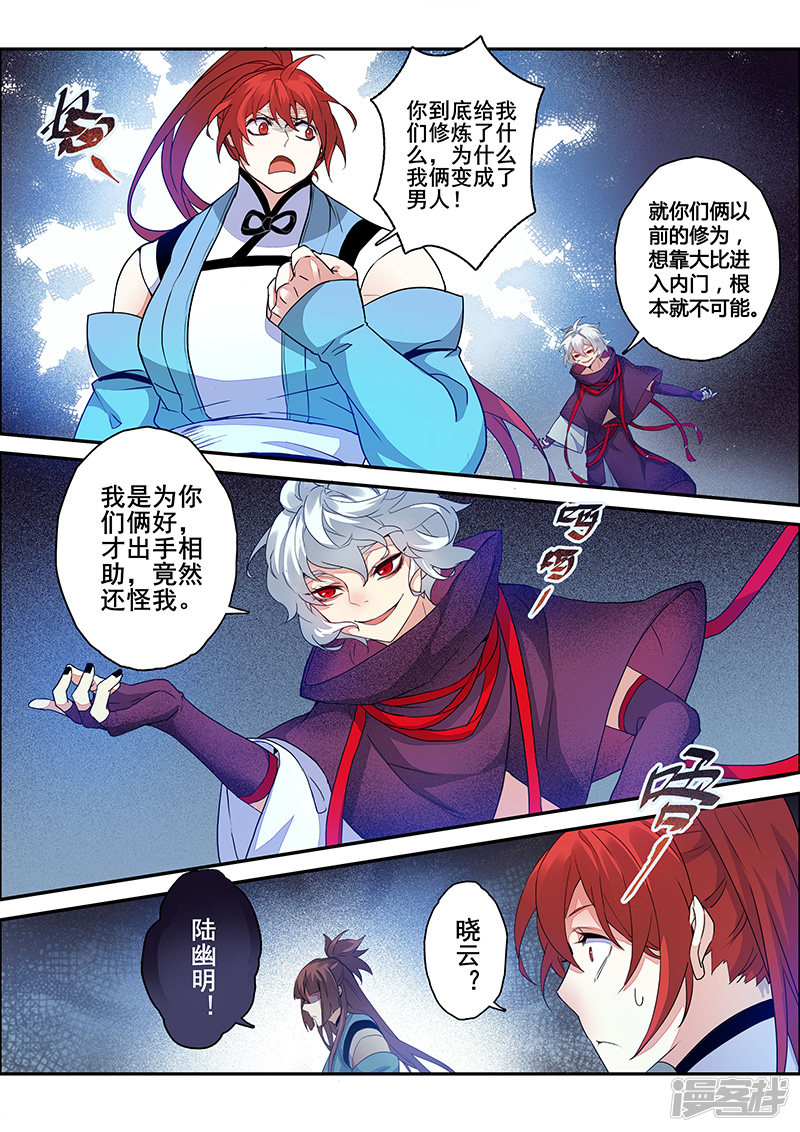 你到底给我
们修炼了什
么，为什么
我俩变成了
男人！
就你们俩以
前的修为，
想靠大比进
入内门，根
本就不可能。
我是为你
们俩好，
才出手相
助，竟然
还怪我。
呵
呵
晓云？
陆幽明！
漫客栈